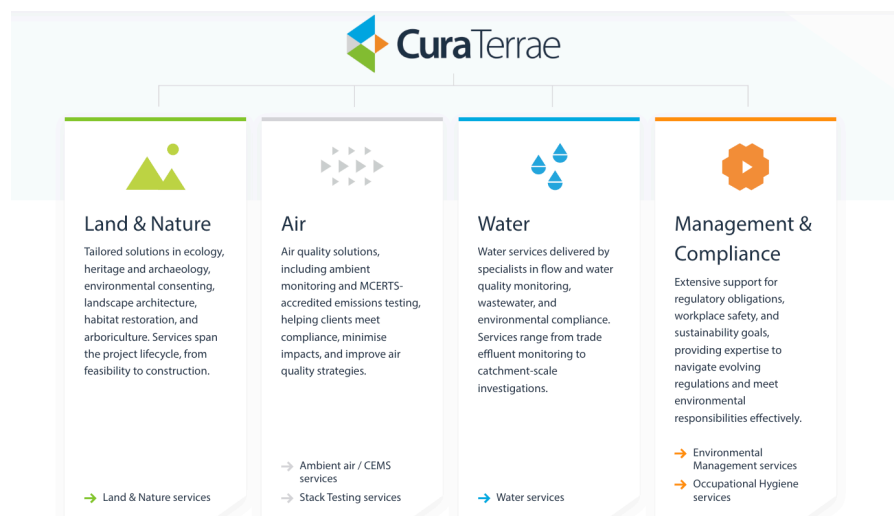 CuraTerrae
Land & Nature
Tailored solutions in ecology,
heritage and archaeology,
environmental consenting,
landscape architecture,
habitat restoration, and
arboriculture. Services span
the project lifecycle, from
feasibility to construction.
Land & Nature services
Air
Air quality solutions,
including ambient
monitoring and MCERTS-
accredited emissions testing,
helping clients meet
compliance, minimise
impacts, and improve air
quality strategies.
Ambient air / CEMS
services
Stack Testing services
Water
Water services delivered by
specialists in flow and water
quality monitoring,
wastewater, and
environmental compliance.
Services range from trade
effluent monitoring to
catchment-scale
investigations.
Water services
Management &
Compliance
Extensive support for
regulatory obligations,
workplace safety, and
sustainability goals,
providing expertise to
navigate evolving
regulations and meet
environmental
responsibilities effectively.
Environmental
Management services
Occupational Hygiene
services